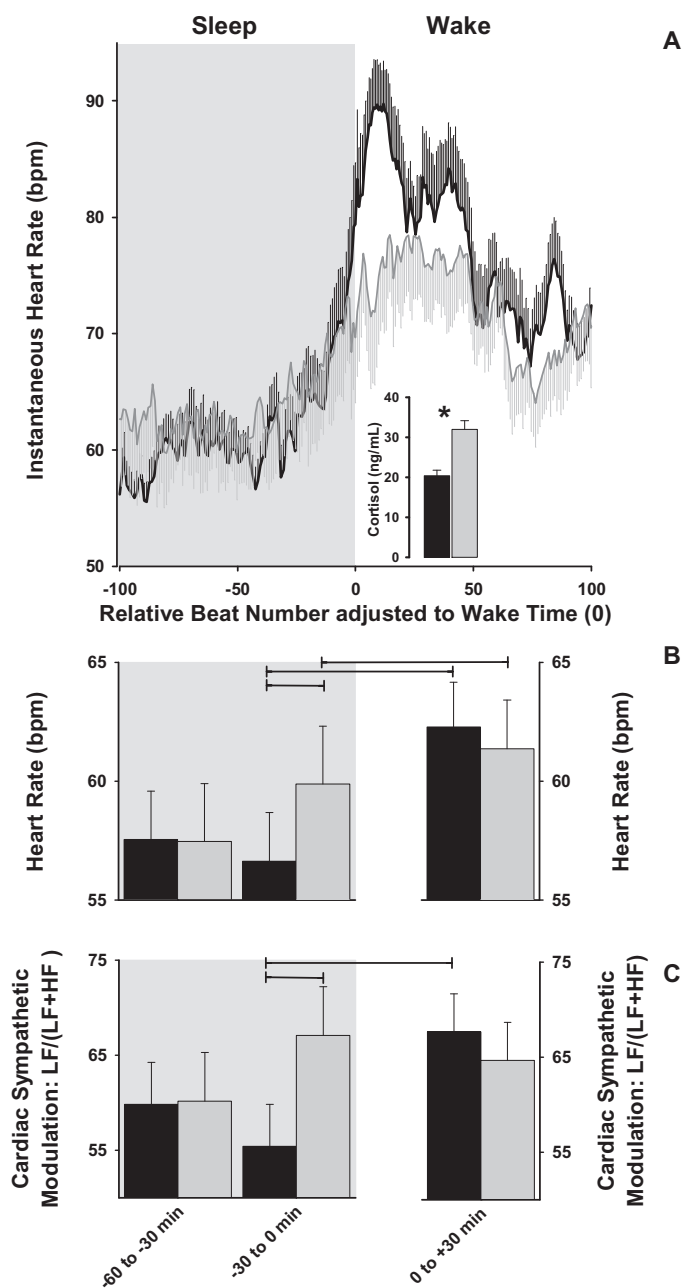 Sleep
Wake
A
Instantaneous Heart Rate (bpm)
90
80
70
60
50
-100
-50
0
50
100
Relative Beat Number adjusted to Wake Time (0)
Cortisol (ng/mL)
40
30
20
10
0
*
B
Heart Rate (bpm)
65
60
55
65
60
55
Heart Rate (bpm)
C
Cardiac Sympathetic
Modulation: LF/(LF+HF )
75
65
55
75
65
55
Cardiac Sympathetic
Modulation: LF/(LF+HF)
-60 to -30 min
-30 to 0 min
0 to +30 min